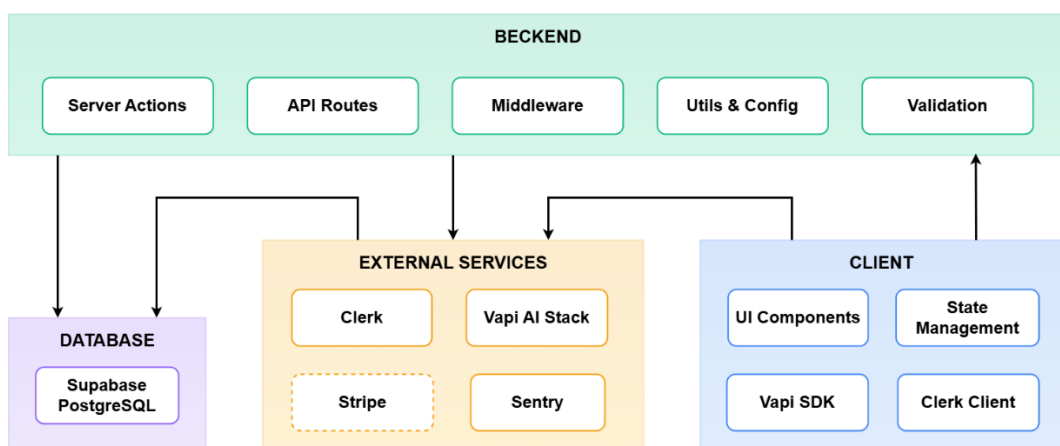 BECKEND
Server Actions
API Routes
Middleware
Utils & Config
Validation
EXTERNAL SERVICES
Clerk
Vapi AI Stack
Stripe
Sentry
CLIENT
UI Components
State
Management
Vapi SDK
Clerk Client
DATABASE
Supabase
PostgreSQL